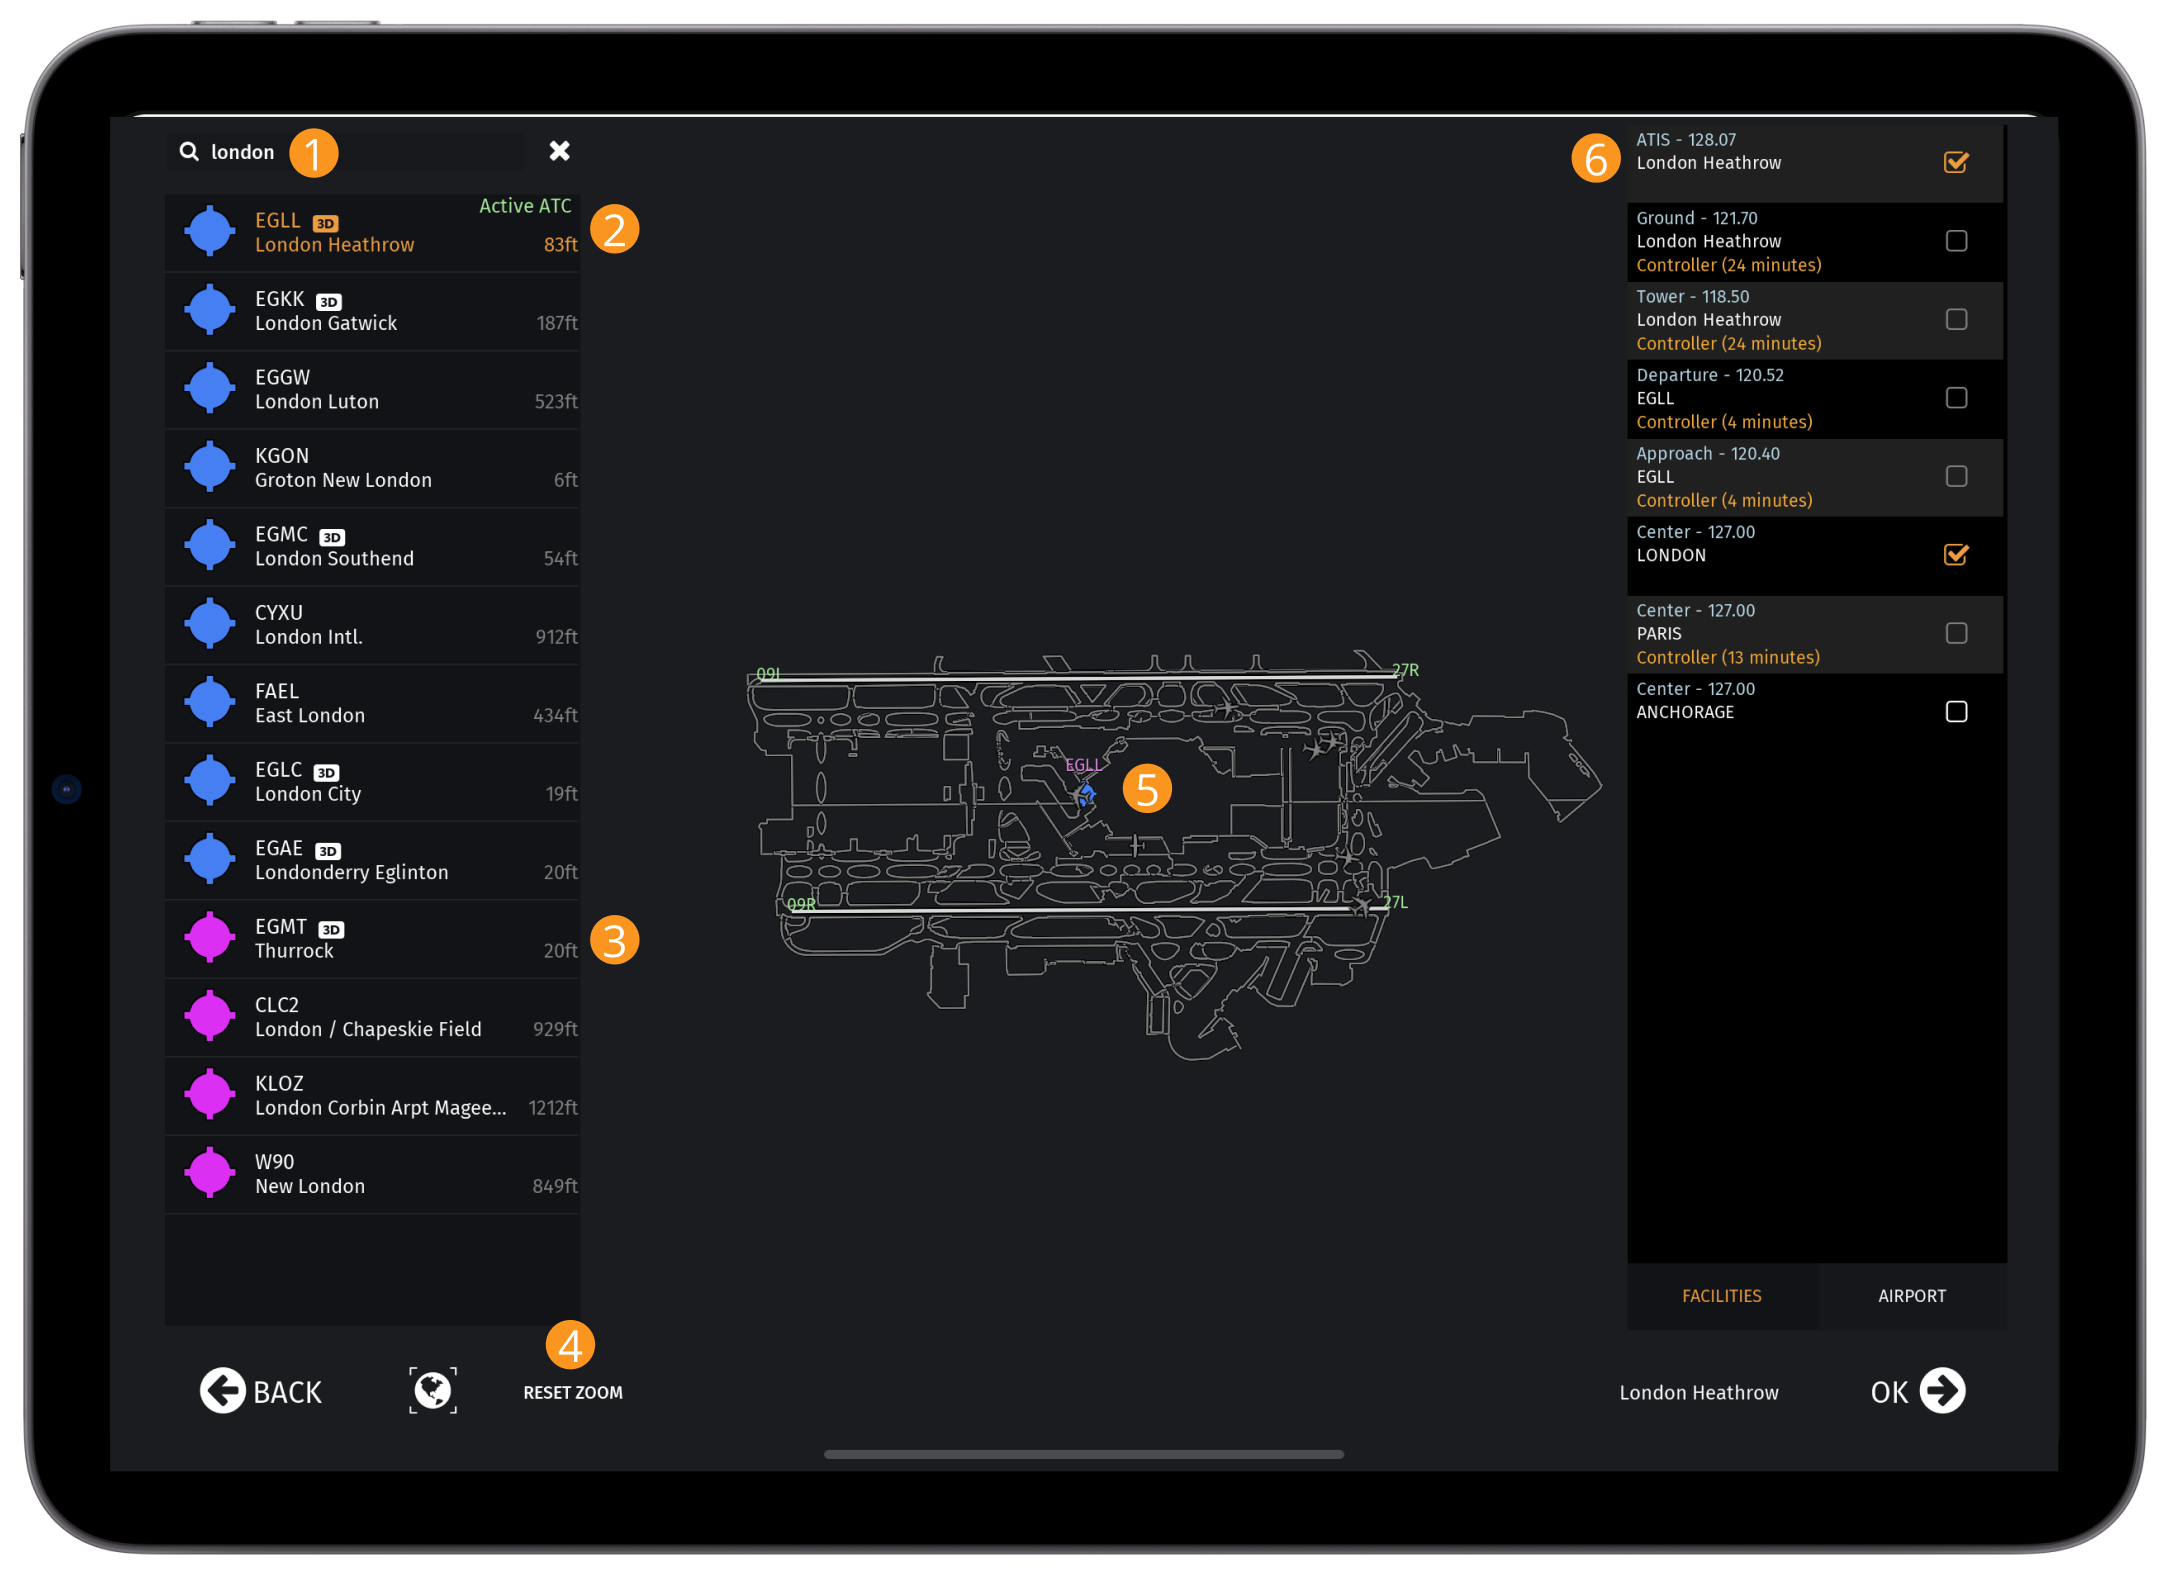 london
1
Active ATC
2
EGLL 3D
London Heathrow 83ft
EGKK 3D
London Gatwick 187ft
EGGW
London Luton 523ft
KGON
Groton New London 6ft
EGMC 3D
London Southend 54ft
CYXU
London Intl. 912ft
FAEL
East London 434ft
EGLC 3D
London City 19ft
EGAE 3D
Londonderry Eglinton 20ft
EGMT 3D
Thurrock 20ft
3
CLC2
London / Chapeskie Field 929ft
KLOZ
London Corbin Arpt Magee... 1212ft
W90
New London 849ft
4
BACK
RESET ZOOM
09L
27R
EGLL
5
09R
27L
6
ATIS - 128.07
London Heathrow
Ground - 121.70
London Heathrow
Controller (24 minutes)
Tower - 118.50
London Heathrow
Controller (24 minutes)
Departure - 120.52
EGLL
Controller (4 minutes)
Approach - 120.40
EGLL
Controller (4 minutes)
Center - 127.00
LONDON
Center - 127.00
PARIS
Controller (13 minutes)
Center - 127.00
ANCHORAGE
FACILITIES
AIRPORT
London Heathrow
OK